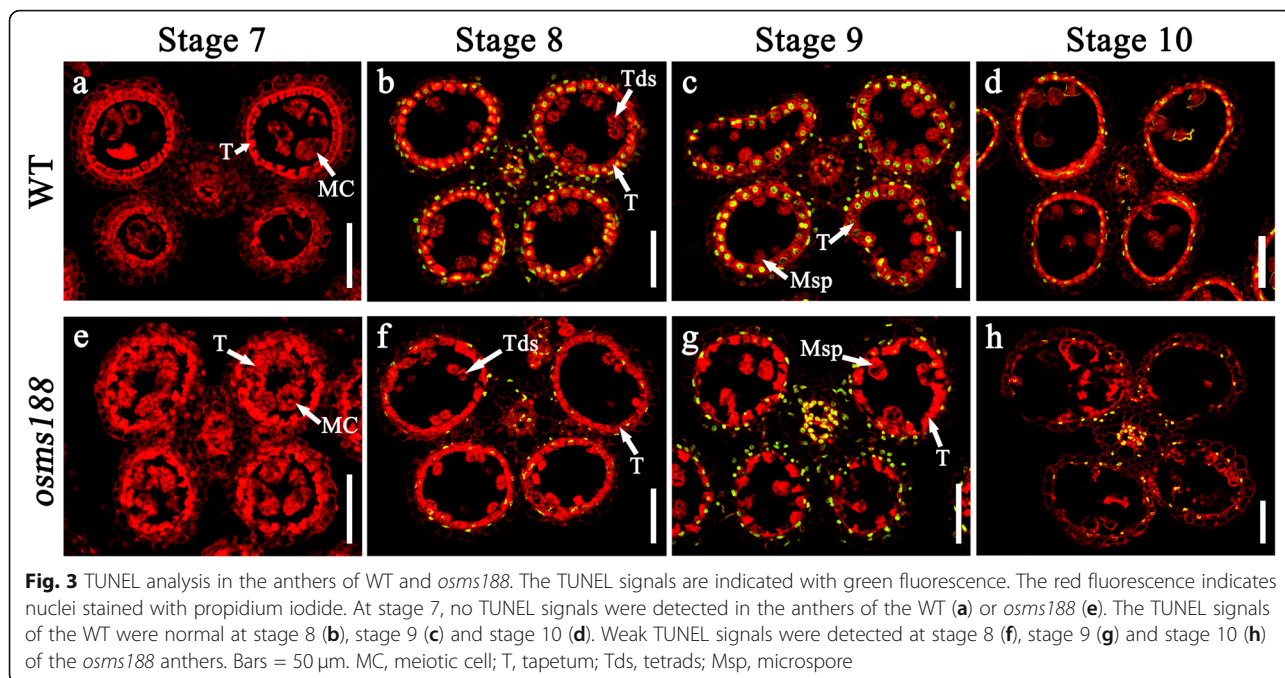 Stage 7 Stage 8 Stage 9 Stage 10
WT
a T MC
b Tds T
c T Msp
d
osms188
e T MC
f Tds T
g Msp T
h
Fig. 3 TUNEL analysis in the anthers of WT and osms188. The TUNEL signals are indicated with green fluorescence. The red fluorescence indicates
nuclei stained with propidium iodide. At stage 7, no TUNEL signals were detected in the anthers of the WT (a) or osms188 (e). The TUNEL signals
of the WT were normal at stage 8 (b), stage 9 (c) and stage 10 (d). Weak TUNEL signals were detected at stage 8 (f), stage 9 (g) and stage 10 (h)
of the osms188 anthers. Bars = 50 μm. MC, meiotic cell; T, tapetum; Tds, tetrads; Msp, microspore